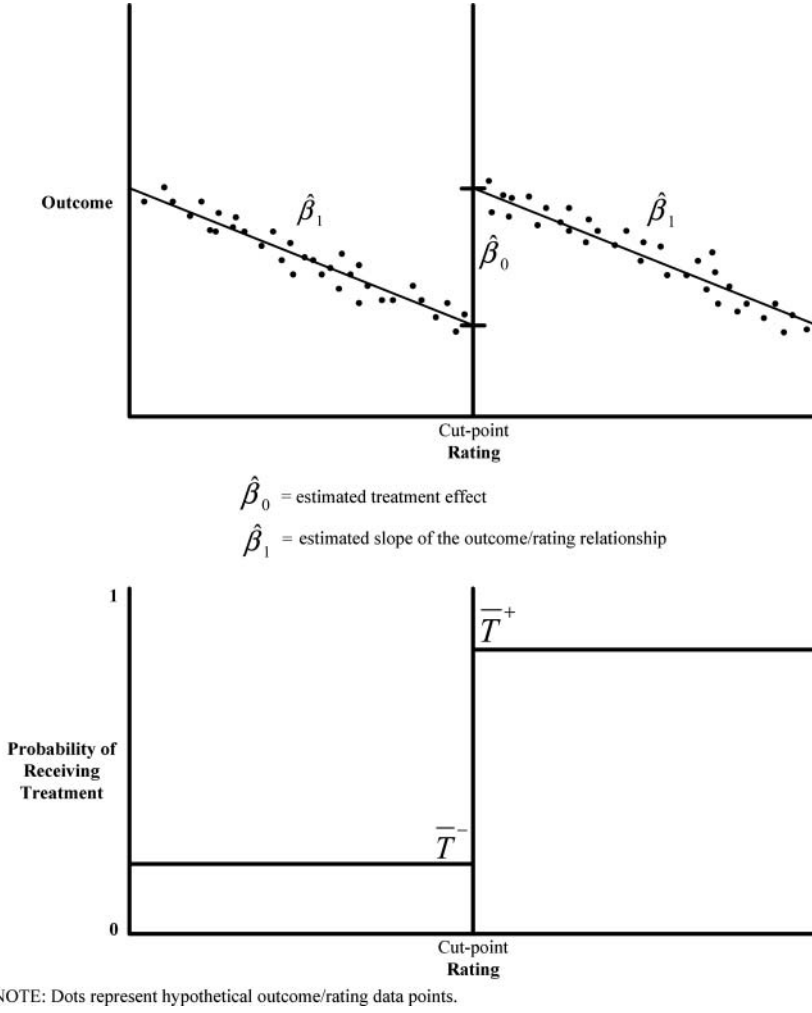 Outcome
β̂₁
β̂₁
β̂₀
Cut-point
Rating
β̂₀ = estimated treatment effect
β̂₁ = estimated slope of the outcome/rating relationship
1
T̅⁺
Probability of
Receiving
Treatment
T̅⁻
0
Cut-point
Rating
NOTE: Dots represent hypothetical outcome/rating data points.